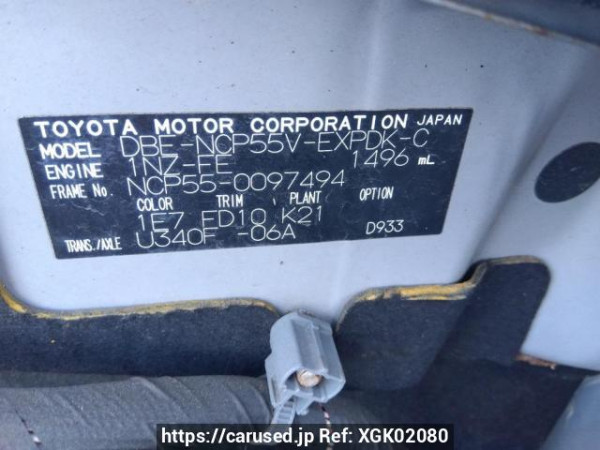 TOYOTA MOTOR CORPORATION JAPAN
MODEL DBE-NCP55V-EXPDK-C
ENGINE 1NZ-FE 1496 mL
FRAME No. NCP55-0097494
COLOR TRIM PLANT
1E7 FD10 K21
TRANS./AXLE U340F -06A D933
https://carused.jp Ref: XGK02080